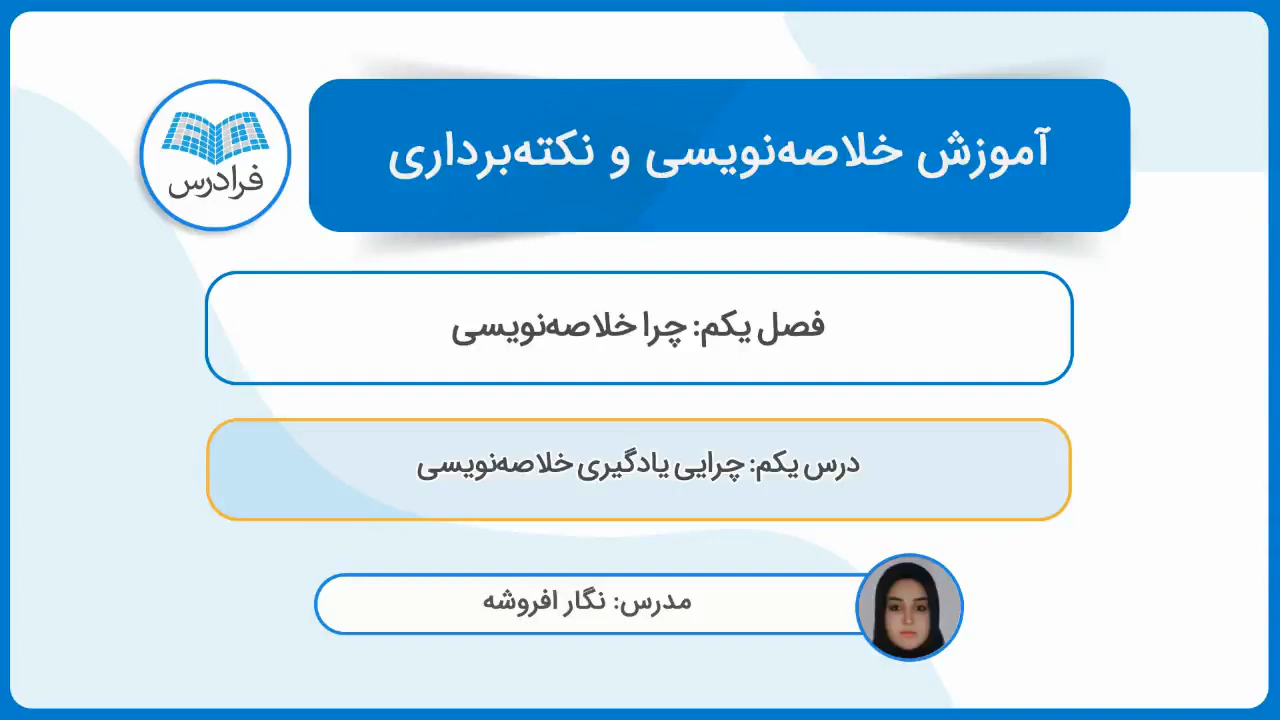 آموزش خلاصه‌نویسی و نکته‌برداری
فرادرس
فصل یکم: چرا خلاصه‌نویسی
درس یکم: چرایی یادگیری خلاصه‌نویسی
مدرس: نگار افروشه